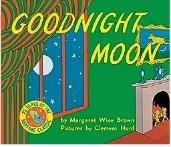 GOODNIGHT
MOON
by Margaret Wise Brown
Pictures by Clement Hurd